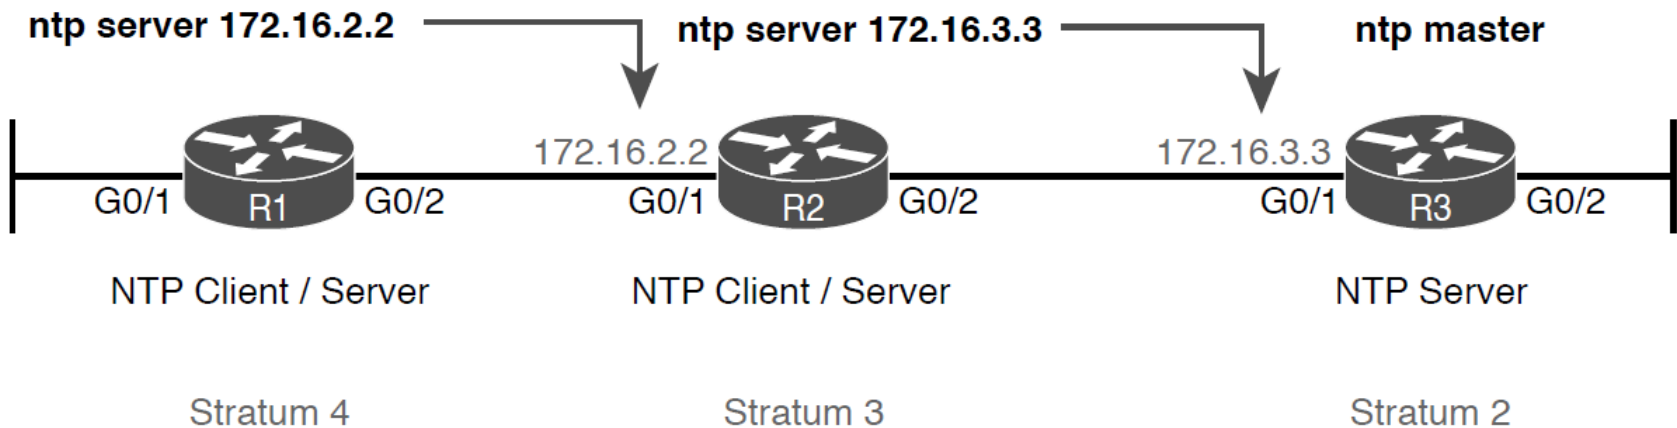 ntp server 172.16.2.2
ntp server 172.16.3.3
ntp master
172.16.2.2
172.16.3.3
G0/1
R1
G0/2
G0/1
R2
G0/2
G0/1
R3
G0/2
NTP Client / Server
NTP Client / Server
NTP Server
Stratum 4
Stratum 3
Stratum 2